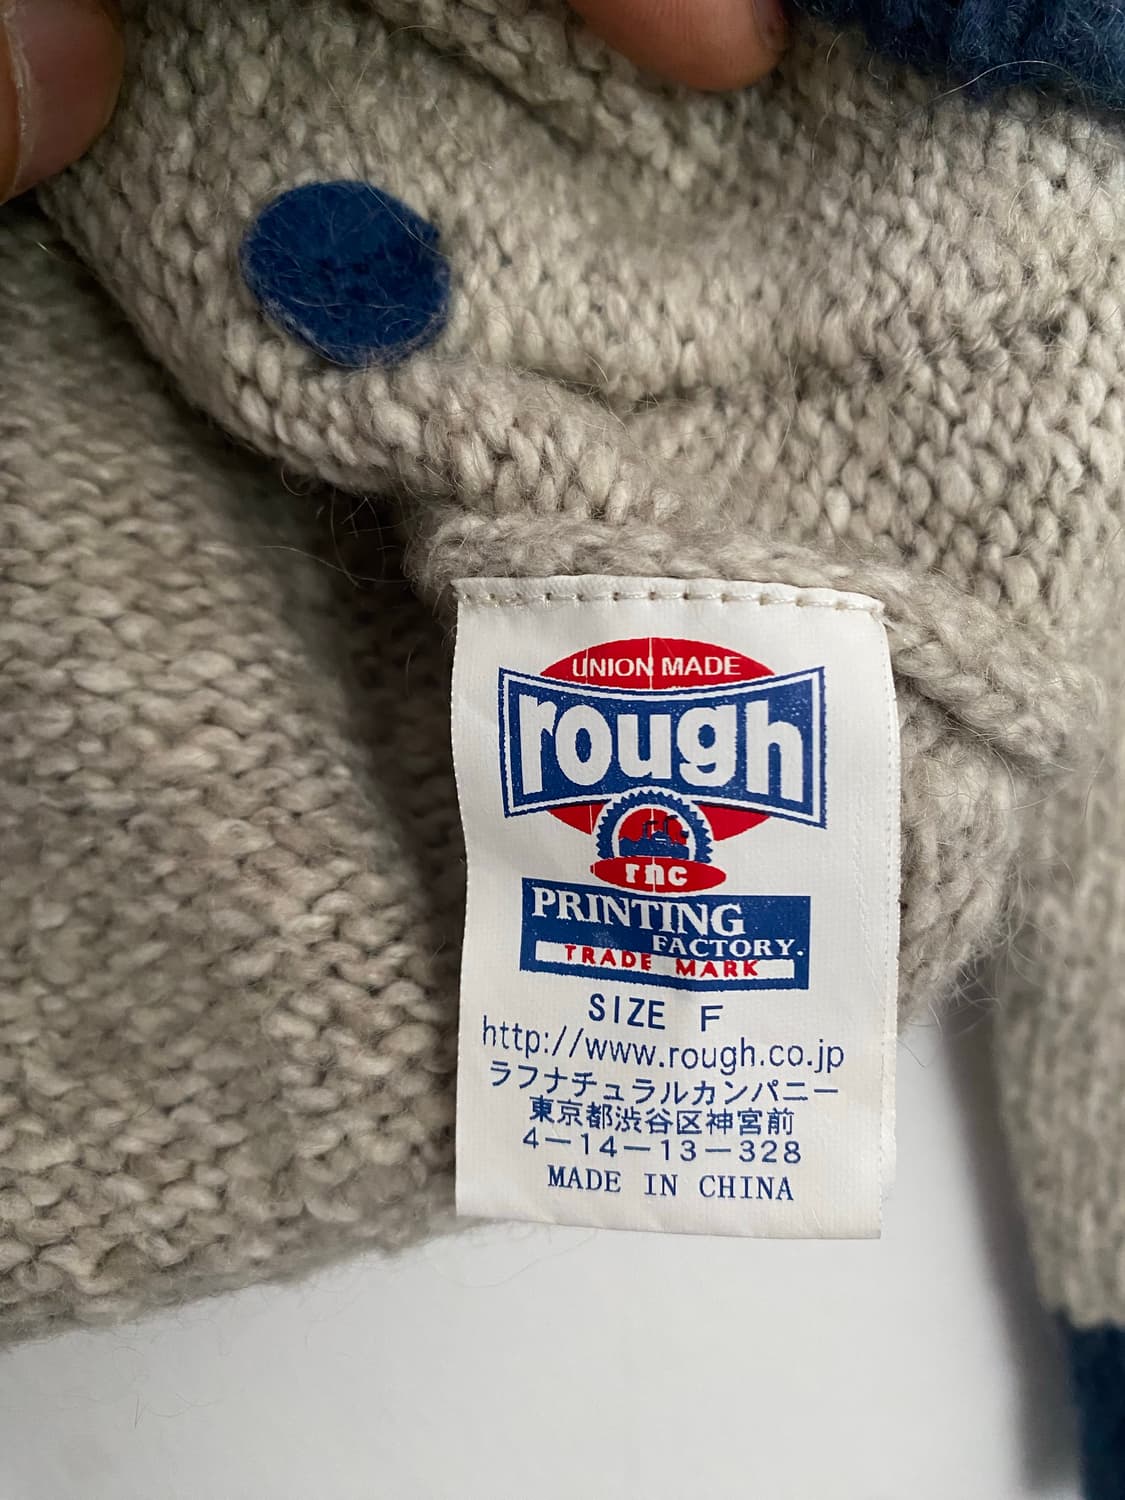 UNION MADE
rough
rnc
PRINTING
FACTORY.
TRADE MARK
SIZE F
http://www.rough.co.jp
ラフナチュラルカンパニー
東京都渋谷区神宮前
4－14－13－328
MADE IN CHINA